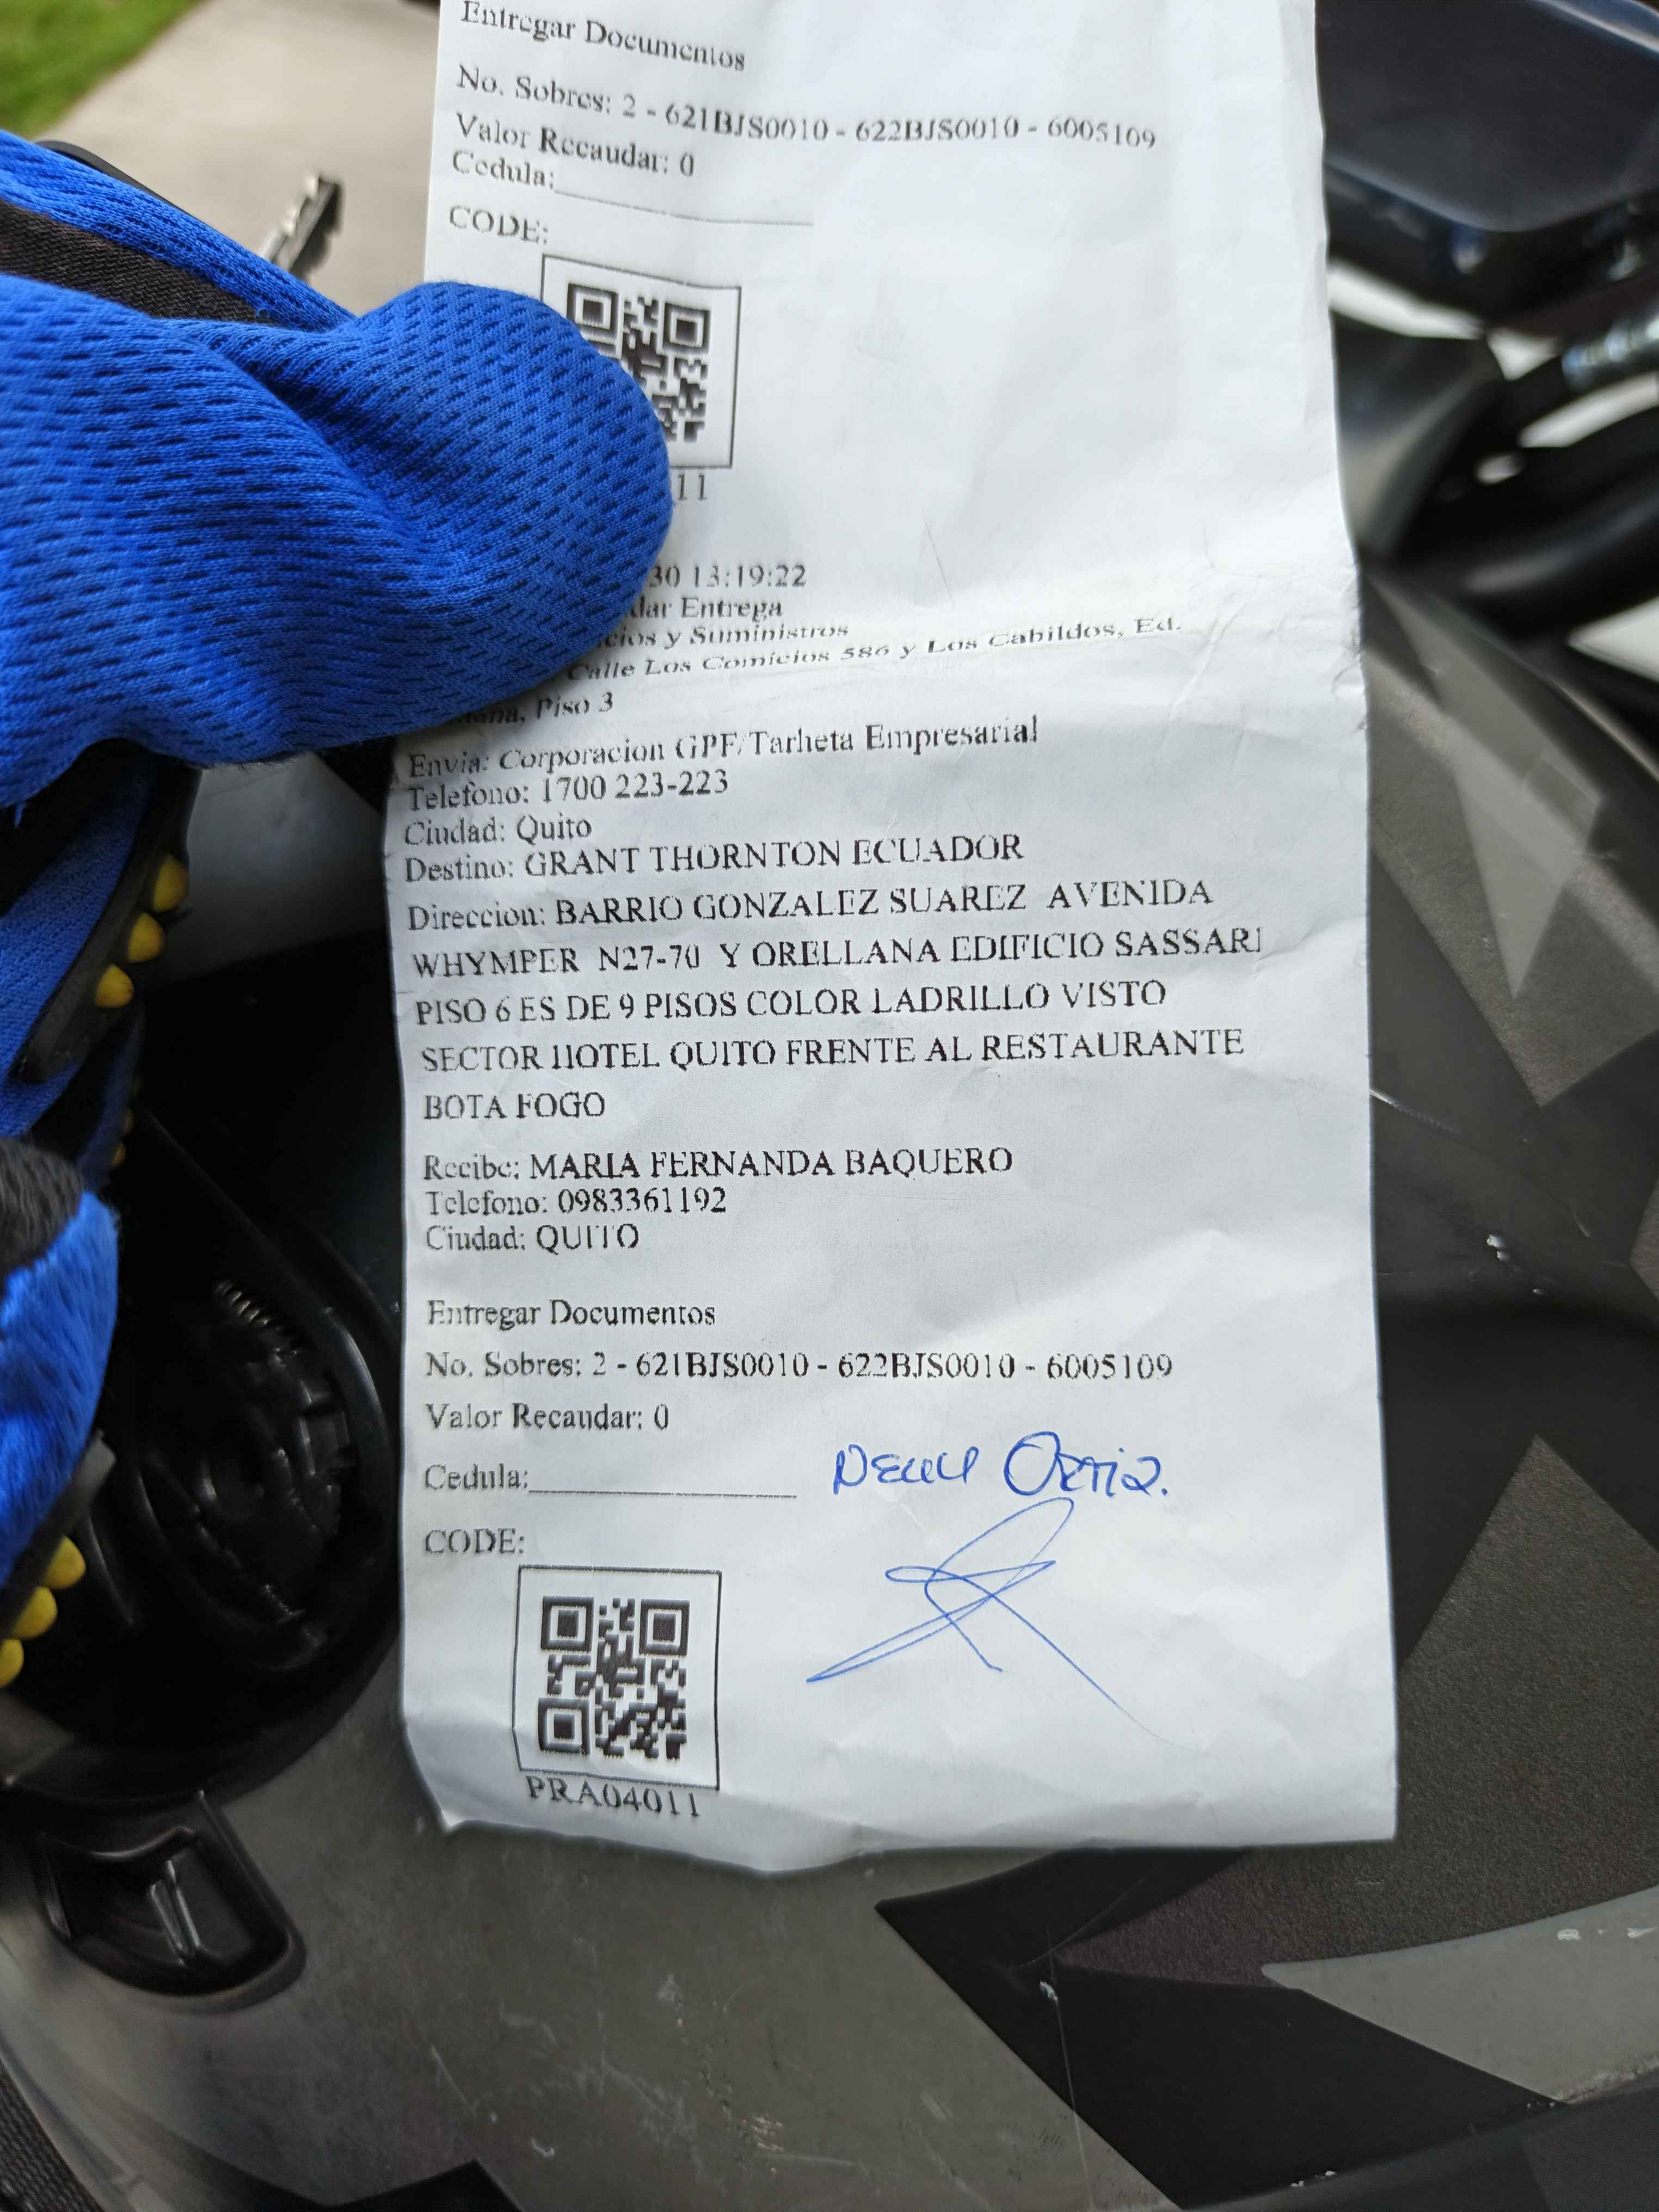 Entregar Documentos
No. Sobres: 2 - 621BJS0010 - 622BJS0010 - 6005109
Valor Recaudar: 0
Cedula:
CODE:
11
30 13:19:22
dar Entrega
cios y Suministros
Calle Los Comicios 586 y Los Cabildos, Ed.
Piso 3
Envia: Corporacion GPF/Tarheta Empresarial
Telefono: 1700 223-223
Ciudad: Quito
Destino: GRANT THORNTON ECUADOR
Direccion: BARRIO GONZALEZ SUAREZ AVENIDA
WHYMPER N27-70 Y ORELLANA EDIFICIO SASSARI
PISO 6 ES DE 9 PISOS COLOR LADRILLO VISTO
SECTOR HOTEL QUITO FRENTE AL RESTAURANTE
BOTA FOGO
Recibe: MARIA FERNANDA BAQUERO
Telefono: 0983361192
Ciudad: QUITO
Entregar Documentos
No. Sobres: 2 - 621BJS0010 - 622BJS0010 - 6005109
Valor Recaudar: 0
Cedula: Ortiz.
CODE:
PRA04011